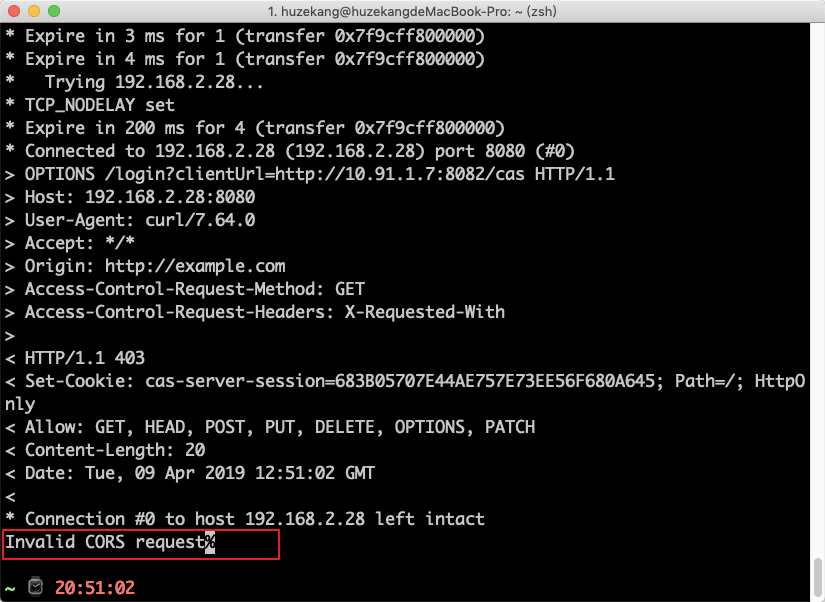 1. huzekang@huzekangdeMacBook-Pro: ~ (zsh)
* Expire in 3 ms for 1 (transfer 0x7f9cff800000)
* Expire in 4 ms for 1 (transfer 0x7f9cff800000)
*   Trying 192.168.2.28...
* TCP_NODELAY set
* Expire in 200 ms for 4 (transfer 0x7f9cff800000)
* Connected to 192.168.2.28 (192.168.2.28) port 8080 (#0)
> OPTIONS /login?clientUrl=http://10.91.1.7:8082/cas HTTP/1.1
> Host: 192.168.2.28:8080
> User-Agent: curl/7.64.0
> Accept: */*
> Origin: http://example.com
> Access-Control-Request-Method: GET
> Access-Control-Request-Headers: X-Requested-With
>
< HTTP/1.1 403
< Set-Cookie: cas-server-session=683B05707E44AE757E73EE56F680A645; Path=/; HttpO
nly
< Allow: GET, HEAD, POST, PUT, DELETE, OPTIONS, PATCH
< Content-Length: 20
< Date: Tue, 09 Apr 2019 12:51:02 GMT
<
* Connection #0 to host 192.168.2.28 left intact
Invalid CORS request%
~ 20:51:02